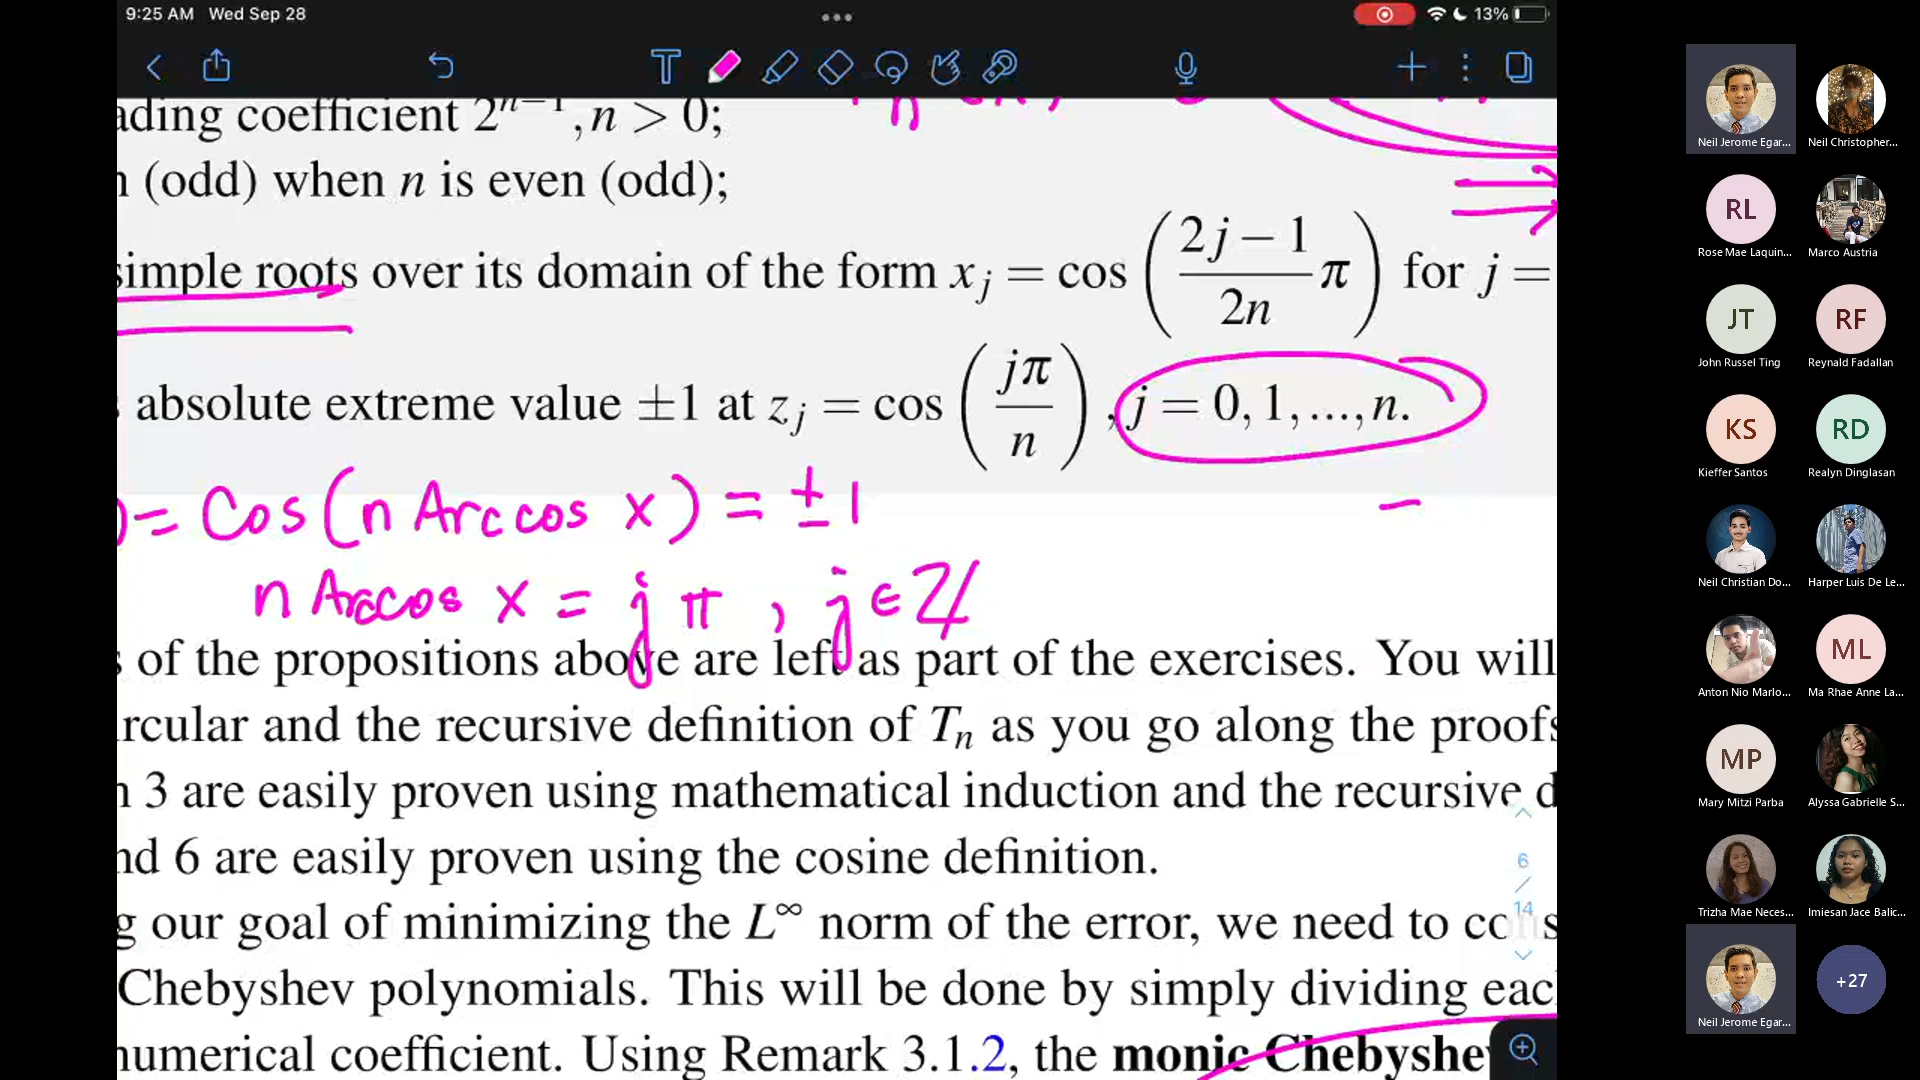 9:25 AM Wed Sep 28
13%
ading coefficient 2ⁿ⁻¹, n > 0;
n (odd) when n is even (odd);
simple roots over its domain of the form x_j = cos ( (2j − 1)/(2n) π ) for j =
absolute extreme value ±1 at z_j = cos ( jπ/n ), j = 0, 1, ..., n.
) = Cos (n Arccos x) = ±1
n Arccos x = j π , j ∈ ℤ
s of the propositions above are left as part of the exercises. You will
rcular and the recursive definition of Tₙ as you go along the proofs
n 3 are easily proven using mathematical induction and the recursive d
nd 6 are easily proven using the cosine definition.
g our goal of minimizing the L^∞ norm of the error, we need to cons
Chebyshev polynomials. This will be done by simply dividing eac
numerical coefficient. Using Remark 3.1.2, the monic Chebyshev
6
/
14
Neil Jerome Egar...
Neil Christopher...
RL
Rose Mae Laquin...
Marco Austria
JT
John Russel Ting
RF
Reynald Fadallan
KS
Kieffer Santos
RD
Realyn Dinglasan
Neil Christian Do...
Harper Luis De Le...
Anton Nio Marlo...
ML
Ma Rhae Anne La...
MP
Mary Mitzi Parba
Alyssa Gabrielle S...
Trizha Mae Neces...
Imiesan Jace Balic...
Neil Jerome Egar...
+27